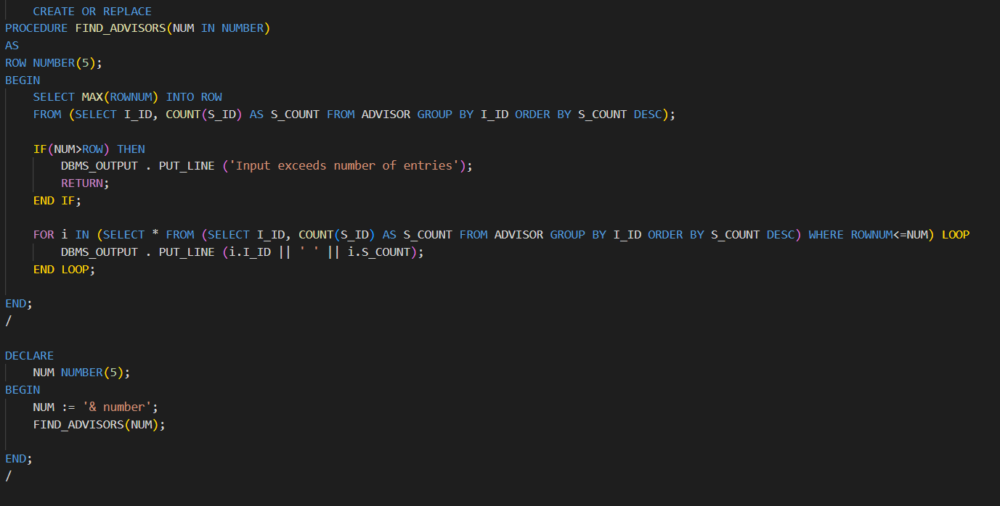 CREATE OR REPLACE
PROCEDURE FIND_ADVISORS(NUM IN NUMBER)
AS
ROW NUMBER(5);
BEGIN
    SELECT MAX(ROWNUM) INTO ROW
    FROM (SELECT I_ID, COUNT(S_ID) AS S_COUNT FROM ADVISOR GROUP BY I_ID ORDER BY S_COUNT DESC);

    IF(NUM>ROW) THEN
        DBMS_OUTPUT . PUT_LINE ('Input exceeds number of entries');
        RETURN;
    END IF;

    FOR i IN (SELECT * FROM (SELECT I_ID, COUNT(S_ID) AS S_COUNT FROM ADVISOR GROUP BY I_ID ORDER BY S_COUNT DESC) WHERE ROWNUM<=NUM) LOOP
        DBMS_OUTPUT . PUT_LINE (i.I_ID || ' ' || i.S_COUNT);
    END LOOP;

END;
/

DECLARE
    NUM NUMBER(5);
BEGIN
    NUM := '& number';
    FIND_ADVISORS(NUM);

END;
/